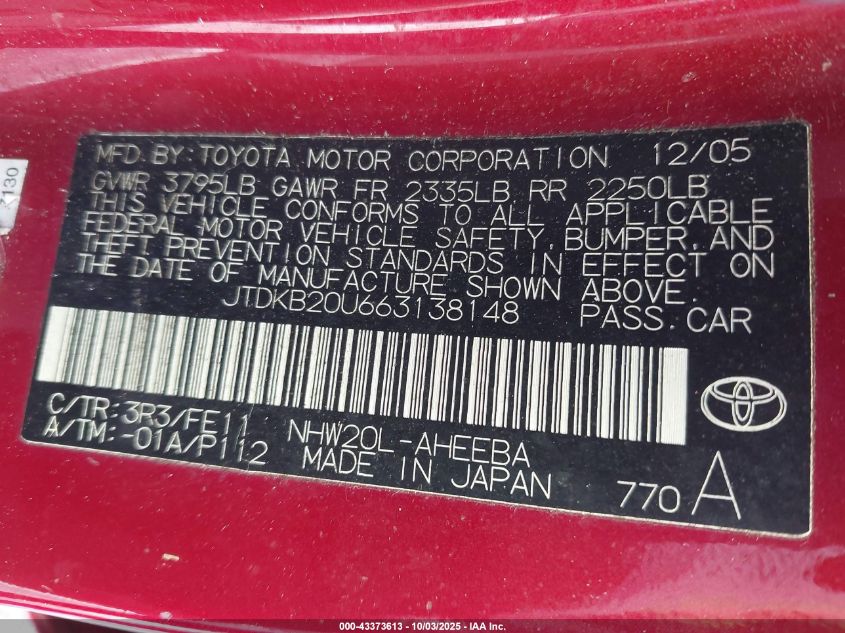 130
MFD.BY:TOYOTA MOTOR CORPORATION 12/05
GVWR 3795LB GAWR FR 2335LB RR 2250LB
THIS VEHICLE CONFORMS TO ALL APPLICABLE
FEDERAL MOTOR VEHICLE SAFETY,BUMPER,AND
THEFT PREVENTION STANDARDS IN EFFECT ON
THE DATE OF MANUFACTURE SHOWN ABOVE.
JTDKB20U663138148 PASS.CAR
C/TR:3R3/FE11 NHW20L-AHEEBA
A/TM:-01A/P112 MADE IN JAPAN 770 A
000-43373613 - 10/03/2025 - IAA Inc.